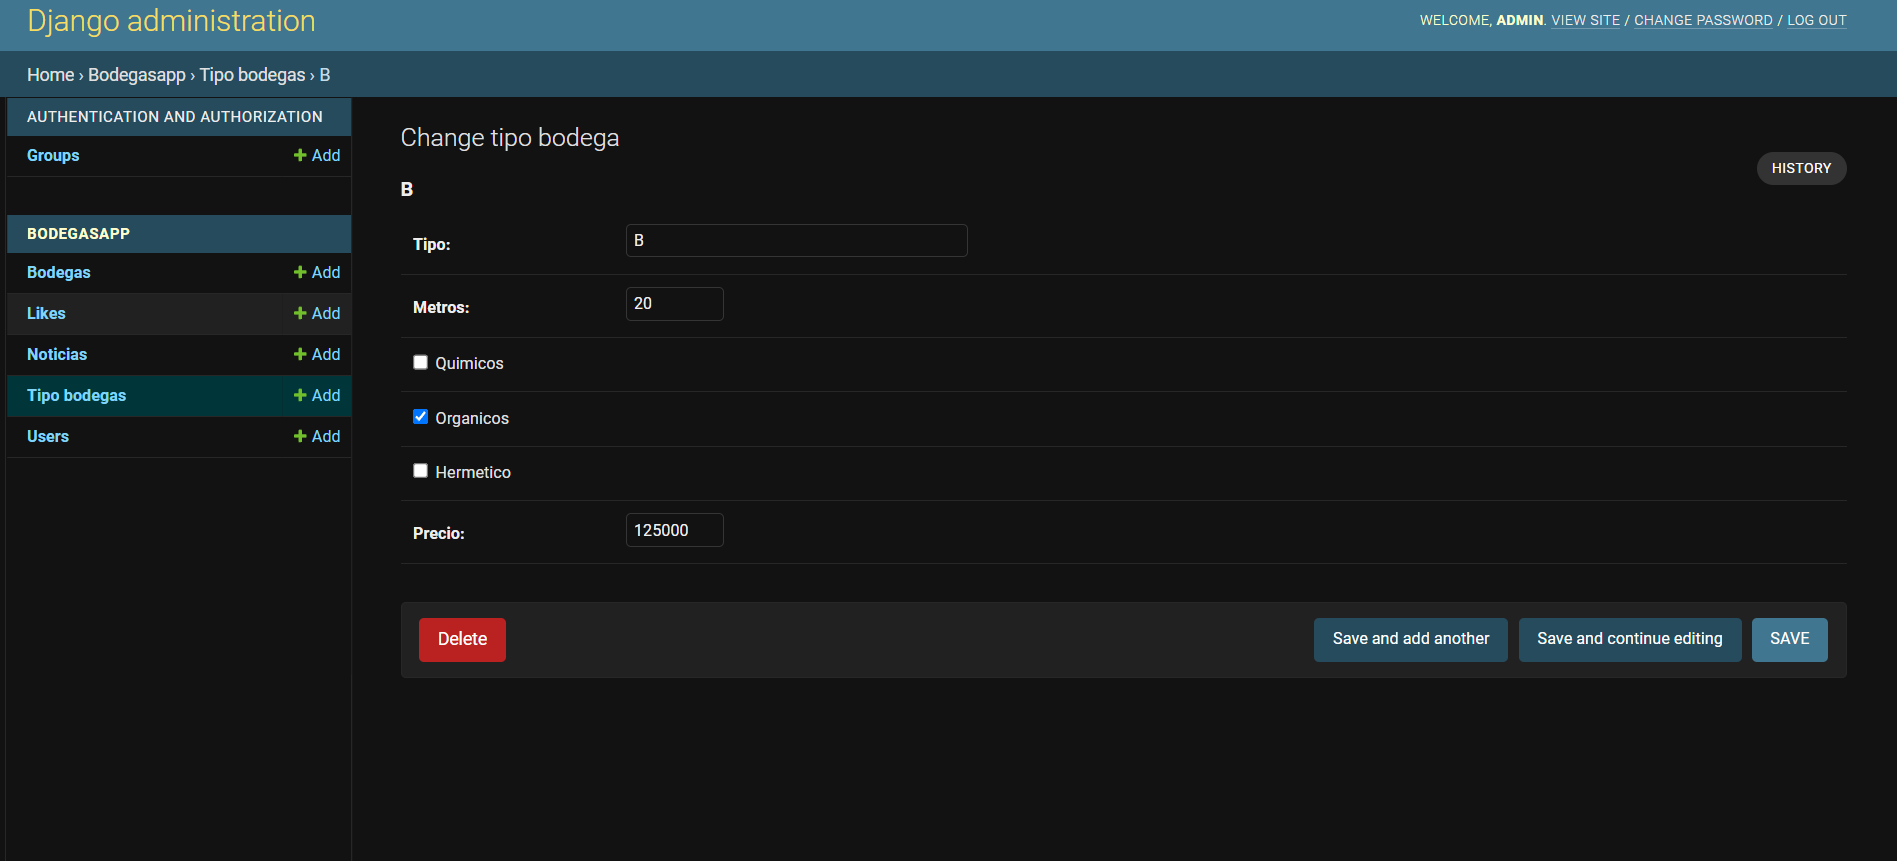 Django administration
WELCOME, ADMIN. VIEW SITE / CHANGE PASSWORD / LOG OUT
Home › Bodegasapp › Tipo bodegas › B
AUTHENTICATION AND AUTHORIZATION
Groups Add
BODEGASAPP
Bodegas Add
Likes Add
Noticias Add
Tipo bodegas Add
Users Add
Change tipo bodega
HISTORY
B
Tipo: B
Metros: 20
Quimicos
Organicos
Hermetico
Precio: 125000
Delete Save and add another Save and continue editing SAVE